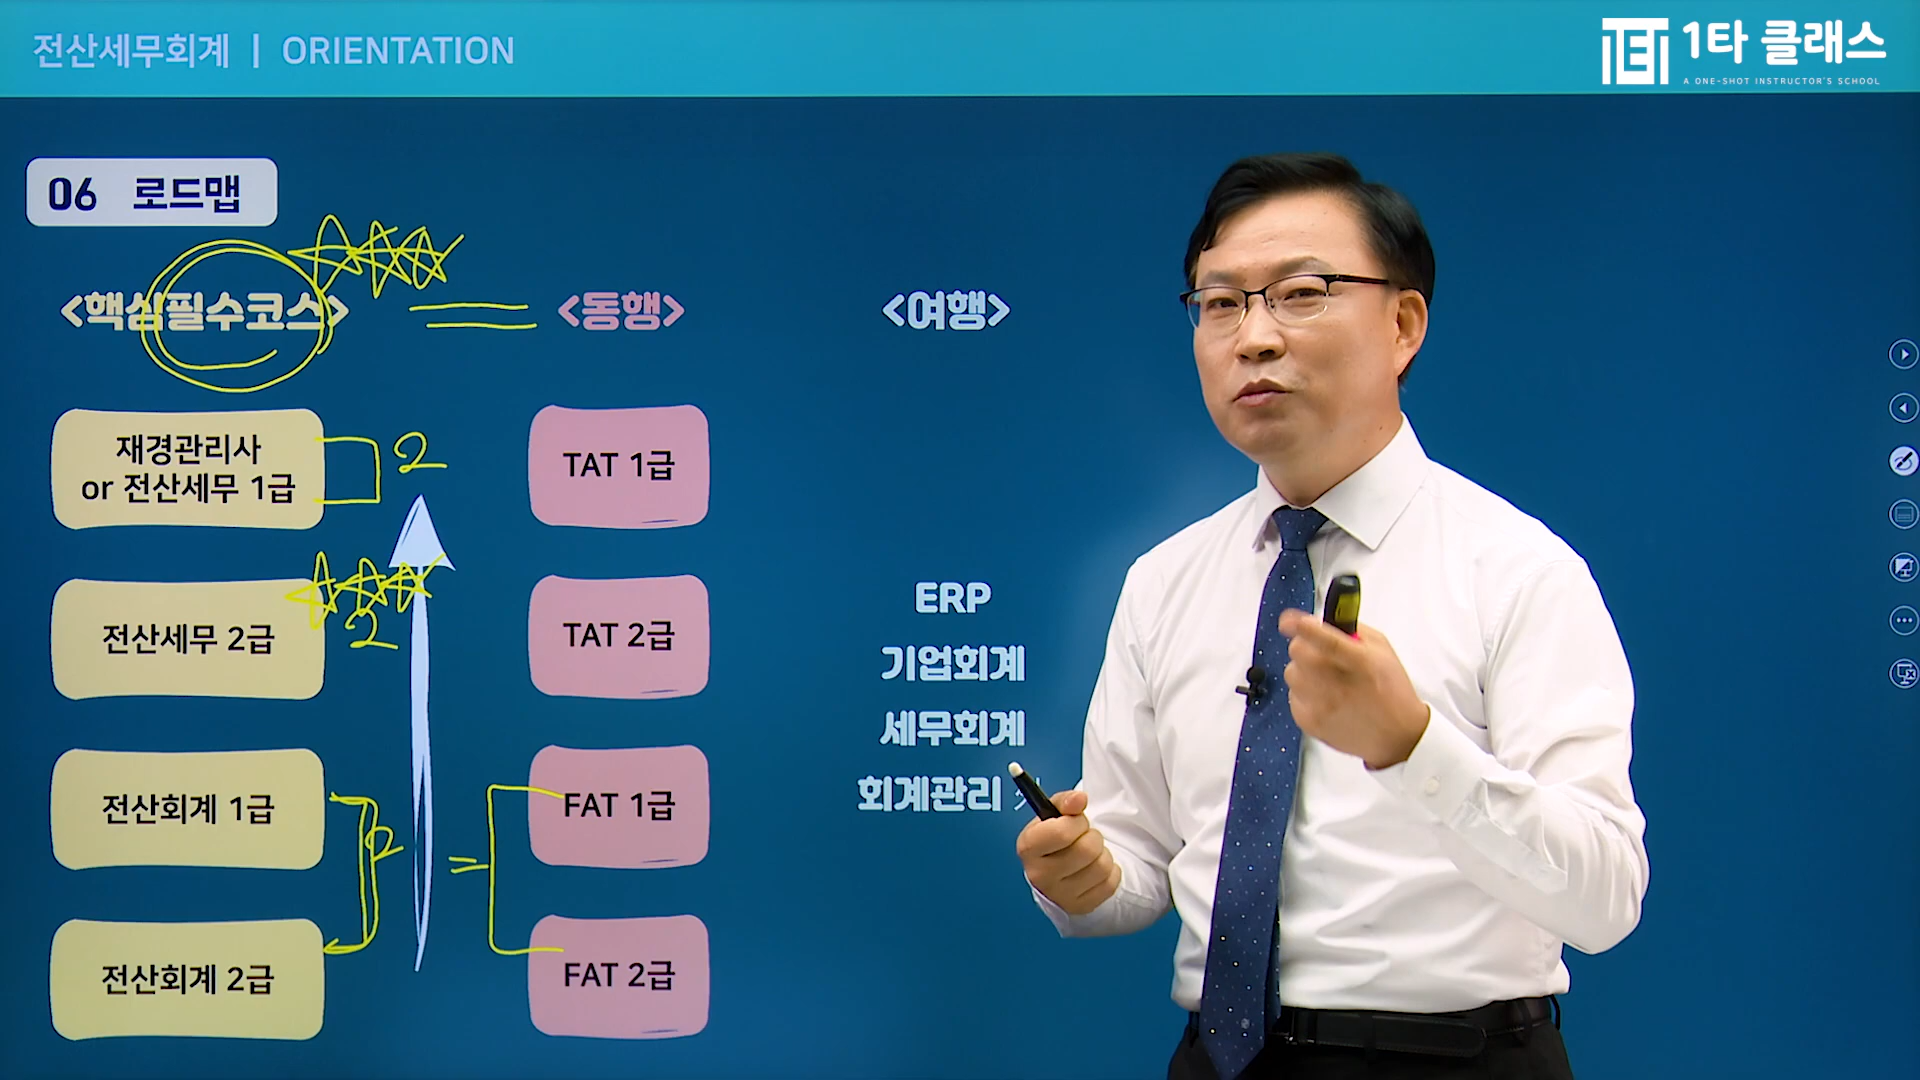 전산세무회계 | ORIENTATION
1타 클래스
A ONE-SHOT INSTRUCTOR'S SCHOOL
06 로드맵
<핵심필수코스>
<동행>
<여행>
재경관리사
or 전산세무 1급
2
TAT 1급
전산세무 2급
2
TAT 2급
ERP
기업회계
세무회계
회계관리
전산회계 1급
2
=
FAT 1급
전산회계 2급
FAT 2급